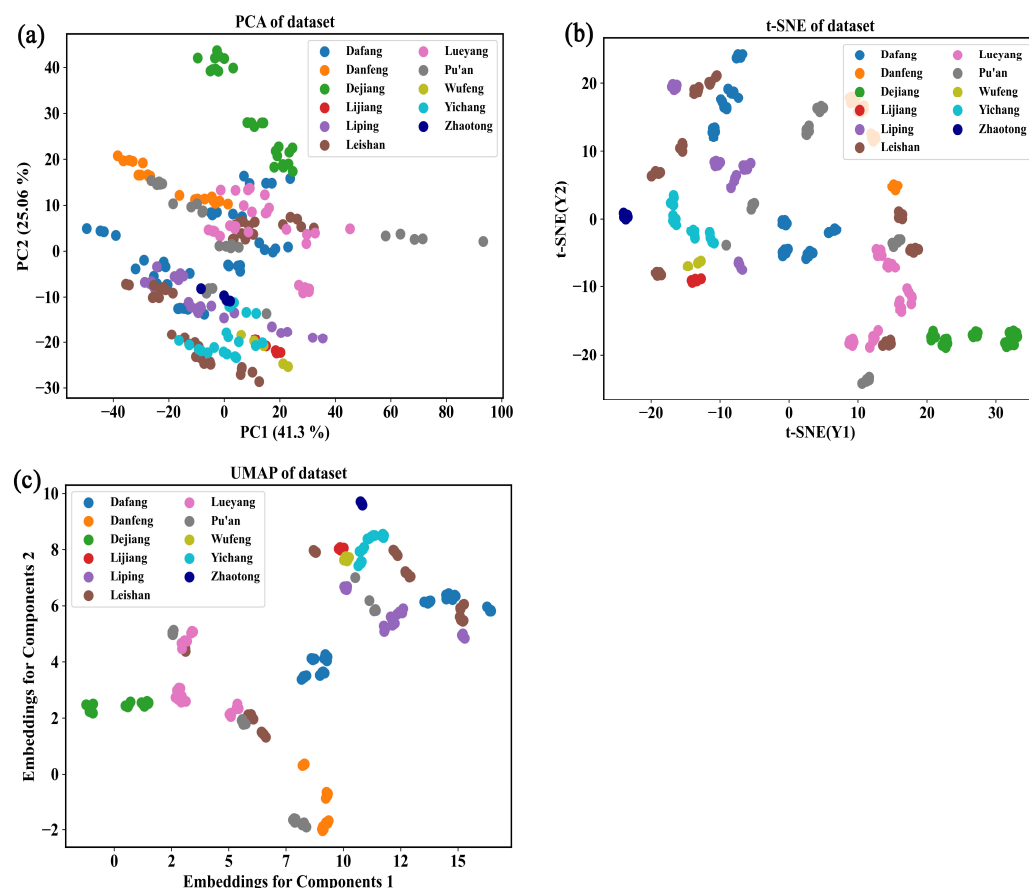 (a)
PCA of dataset
Dafang
Danfeng
Dejiang
Lijiang
Liping
Leishan
Lueyang
Pu'an
Wufeng
Yichang
Zhaotong
PC2 (25.06 %)
40
30
20
10
0
−10
−20
−30
−40 −20 0 20 40 60 80 100
PC1 (41.3 %)
(b)
t-SNE of dataset
Dafang
Danfeng
Dejiang
Lijiang
Liping
Leishan
Lueyang
Pu'an
Wufeng
Yichang
Zhaotong
t-SNE(Y2)
20
10
0
−10
−20
−20 −10 0 10 20 30
t-SNE(Y1)
(c)
UMAP of dataset
Dafang
Danfeng
Dejiang
Lijiang
Liping
Leishan
Lueyang
Pu'an
Wufeng
Yichang
Zhaotong
Embeddings for Components 2
10
8
6
4
2
0
−2
0 2 5 7 10 12 15
Embeddings for Components 1